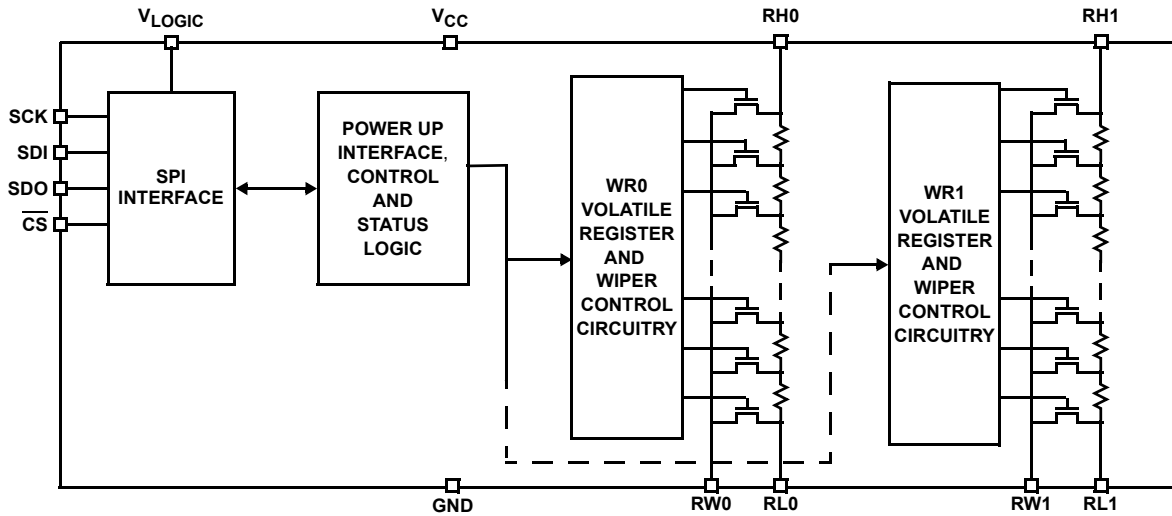 VLOGIC
VCC
RH0
RH1
SCK
SDI
SDO
CS
SPI
INTERFACE
POWER UP
INTERFACE,
CONTROL
AND
STATUS
LOGIC
WR0
VOLATILE
REGISTER
AND
WIPER
CONTROL
CIRCUITRY
WR1
VOLATILE
REGISTER
AND
WIPER
CONTROL
CIRCUITRY
GND
RW0
RL0
RW1
RL1